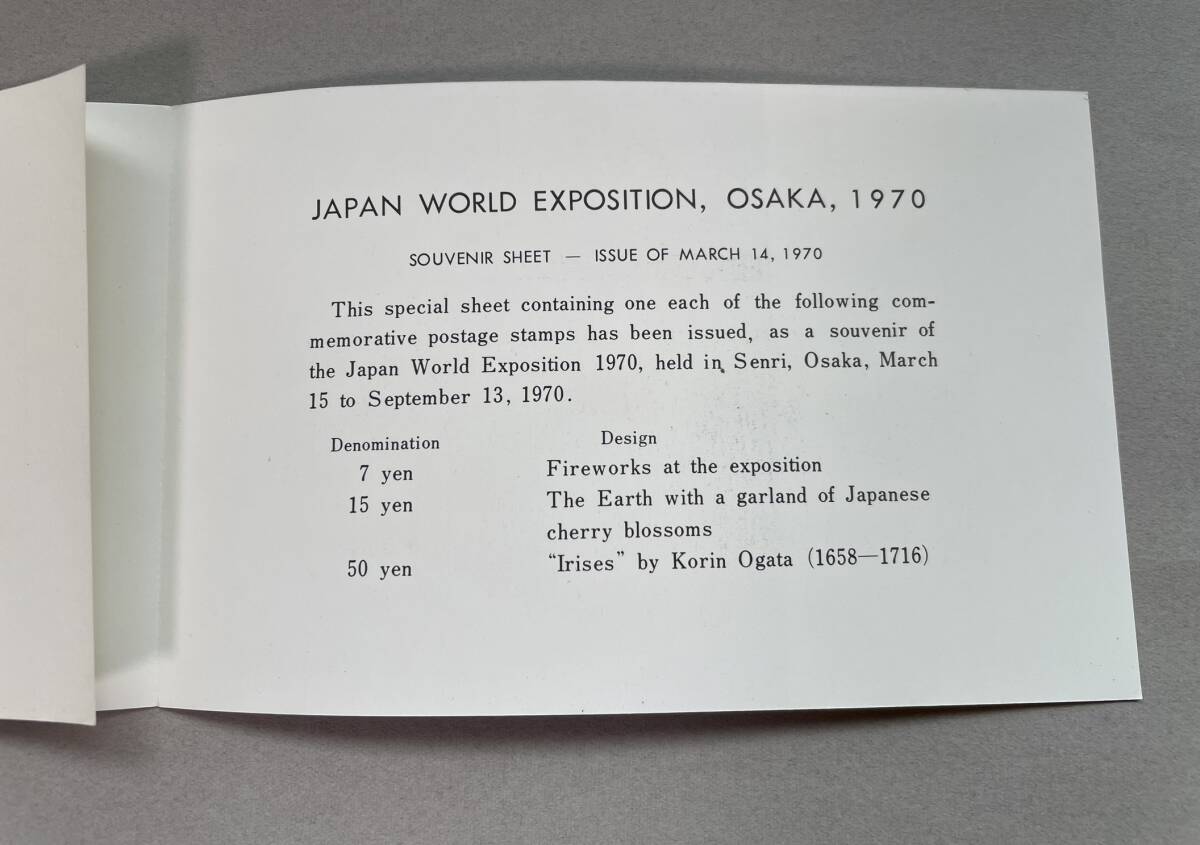 JAPAN WORLD EXPOSITION, OSAKA, 1970
SOUVENIR SHEET — ISSUE OF MARCH 14, 1970
This special sheet containing one each of the following com-
memorative postage stamps has been issued, as a souvenir of
the Japan World Exposition 1970, held in Senri, Osaka, March
15 to September 13, 1970.
Denomination Design
7 yen Fireworks at the exposition
15 yen The Earth with a garland of Japanese
cherry blossoms
50 yen “Irises” by Korin Ogata (1658—1716)